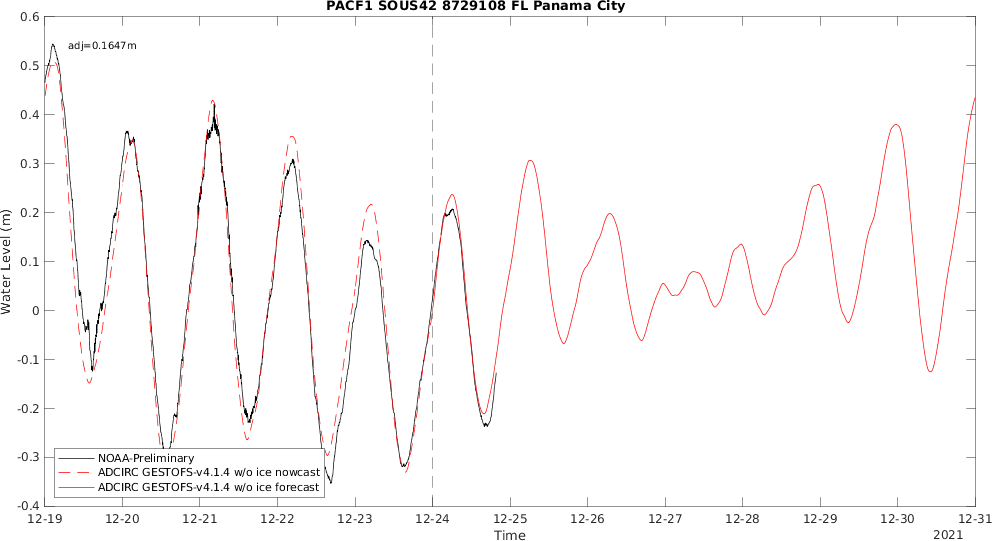 PACF1 SOUS42 8729108 FL Panama City
adj=0.1647m
0.6
0.5
0.4
0.3
0.2
0.1
0
-0.1
-0.2
-0.3
-0.4
Water Level (m)
NOAA-Preliminary
ADCIRC GESTOFS-v4.1.4 w/o ice nowcast
ADCIRC GESTOFS-v4.1.4 w/o ice forecast
12-19 12-20 12-21 12-22 12-23 12-24 12-25 12-26 12-27 12-28 12-29 12-30 12-31
Time
2021